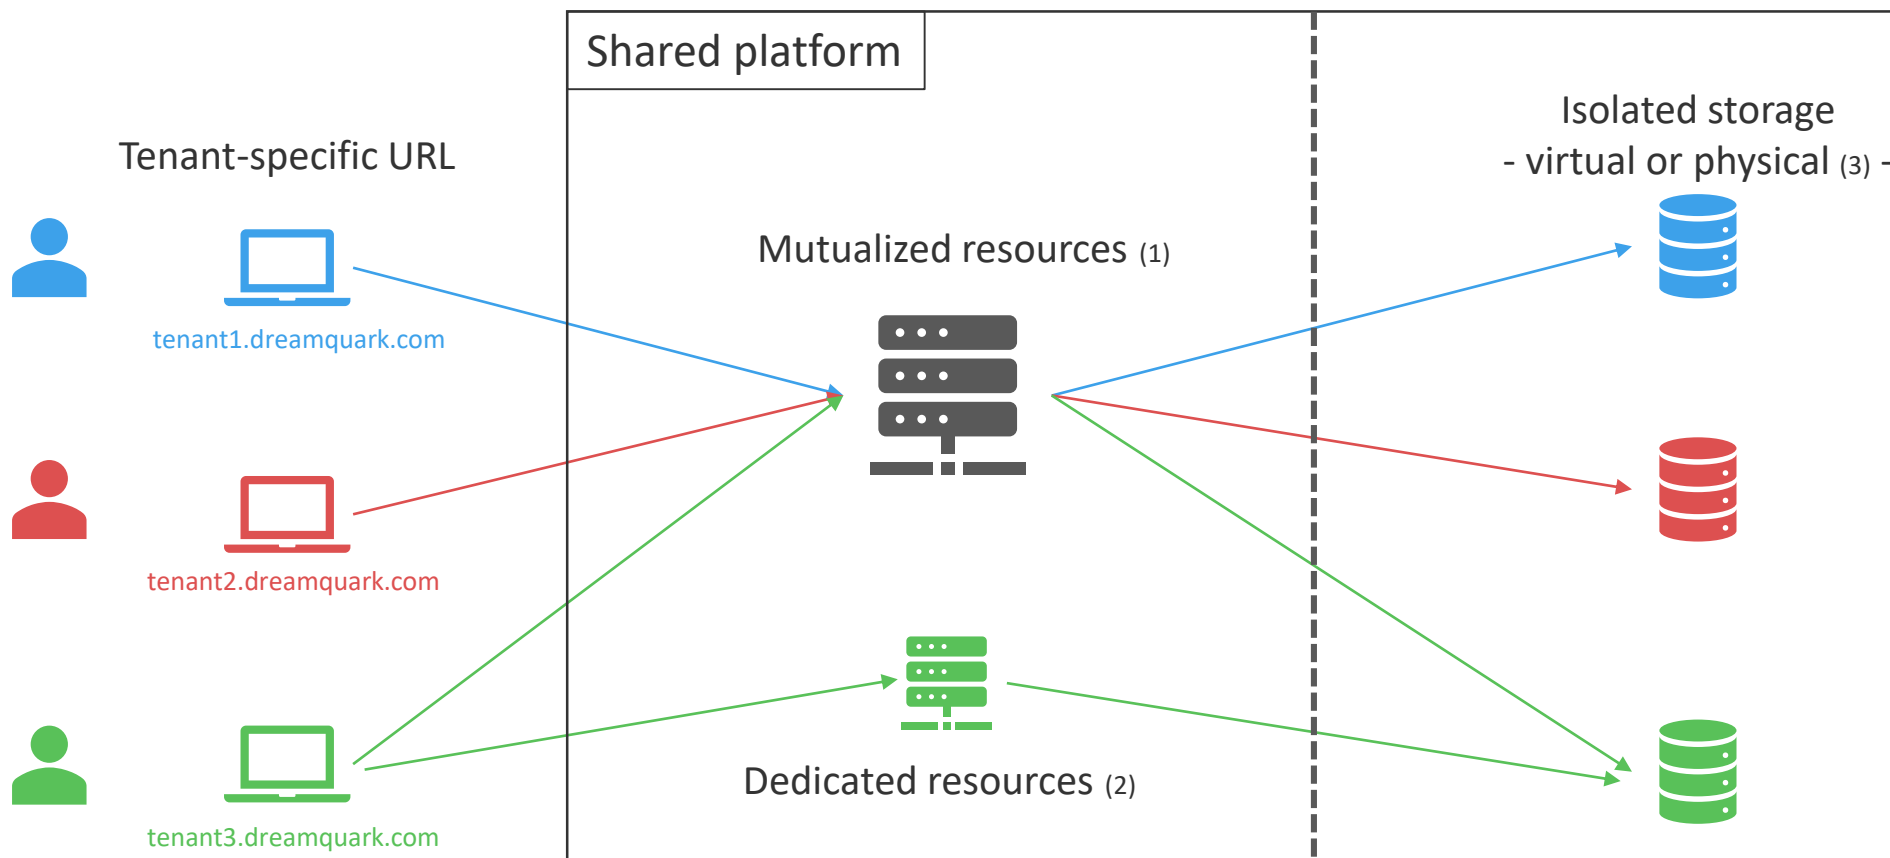 Shared platform
Tenant-specific URL
Isolated storage
- virtual or physical (3) -
Mutualized resources (1)
tenant1.dreamquark.com
tenant2.dreamquark.com
Dedicated resources (2)
tenant3.dreamquark.com